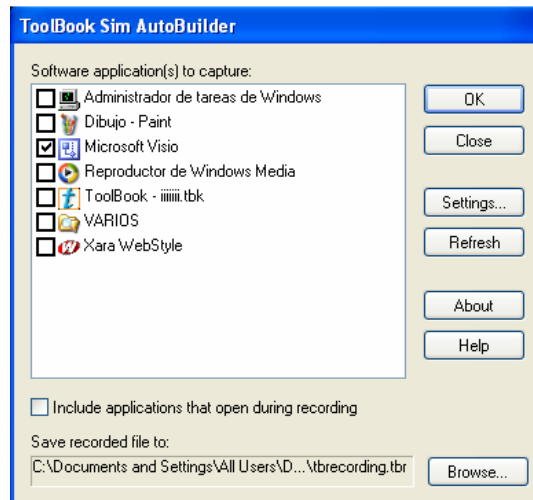 ToolBook Sim AutoBuilder
Software application(s) to capture:
Administrador de tareas de Windows
Dibujo - Paint
Microsoft Visio
Reproductor de Windows Media
ToolBook - iiiiiii.tbk
VARIOS
Xara WebStyle
OK
Close
Settings...
Refresh
About
Help
Include applications that open during recording
Save recorded file to:
C:\Documents and Settings\All Users\D...\tbrecording.tbr
Browse...